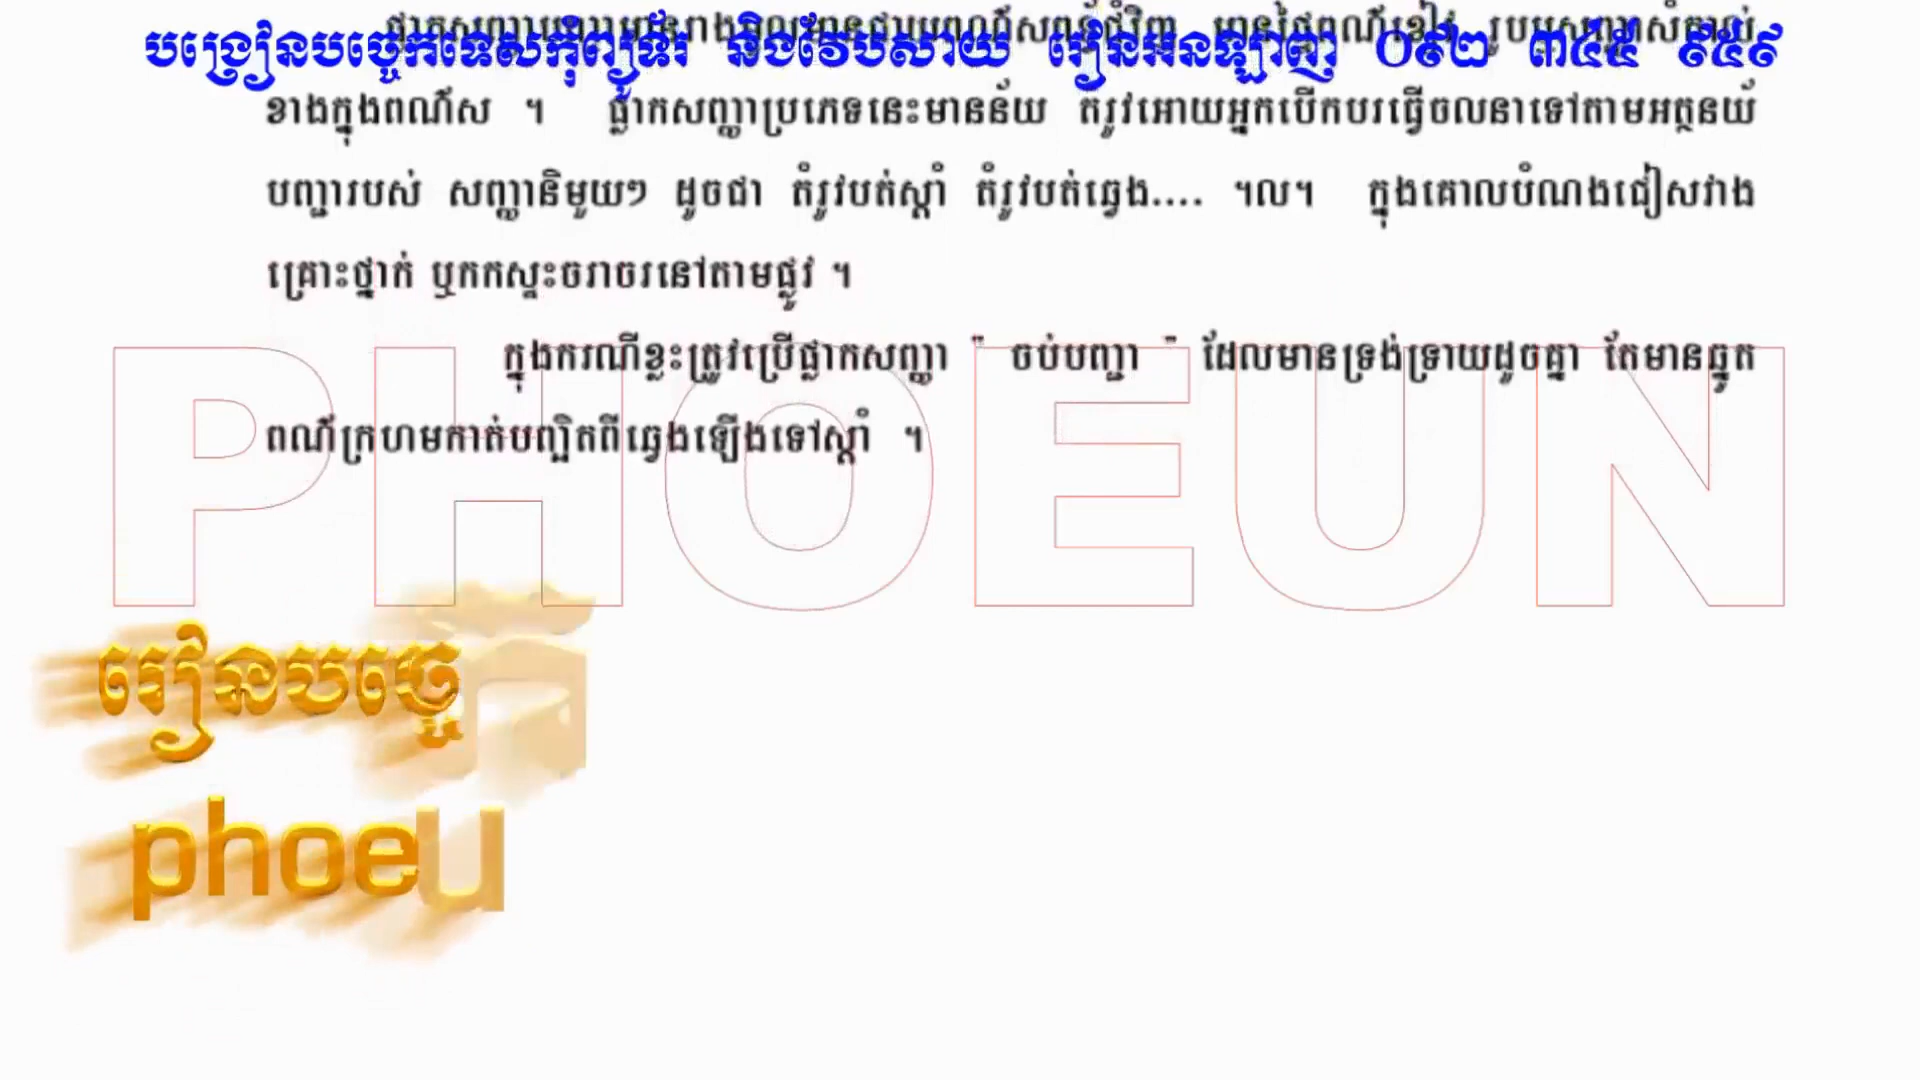 បង្រៀនបច្ចេកទេសកុំព្យូទ័រ និងវែបសាយ រៀនអនឡាញ ០៩២ ៣៤៥ ៩៥៩
ខាងក្នុងពណ៌ស ។ ផ្លាកសញ្ញាប្រភេទនេះមានន័យ តរូវអោយអ្នកបើកបរធ្វើចលនាទៅតាមអត្ថនយ៍
បញ្ជារបស់ សញ្ញានិមួយៗ ដូចជា តំរូវបត់ស្តាំ តំរូវបត់ឆ្វេង.... ។ល។ ក្នុងគោលបំណងជៀសវាង
គ្រោះថ្នាក់ ឬកកស្ទះចរាចរនៅតាមផ្លូវ ។
ក្នុងករណីខ្លះត្រូវប្រើផ្លាកសញ្ញា " ចប់បញ្ជា " ដែលមានទ្រង់ទ្រាយដូចគ្នា តែមានឆ្នូត
ពណ៌ក្រហមកាត់បញ្ឆិតពីឆ្វេងឡើងទៅស្តាំ ។
PHOEUN
រៀនបច្ចេ
phoeu